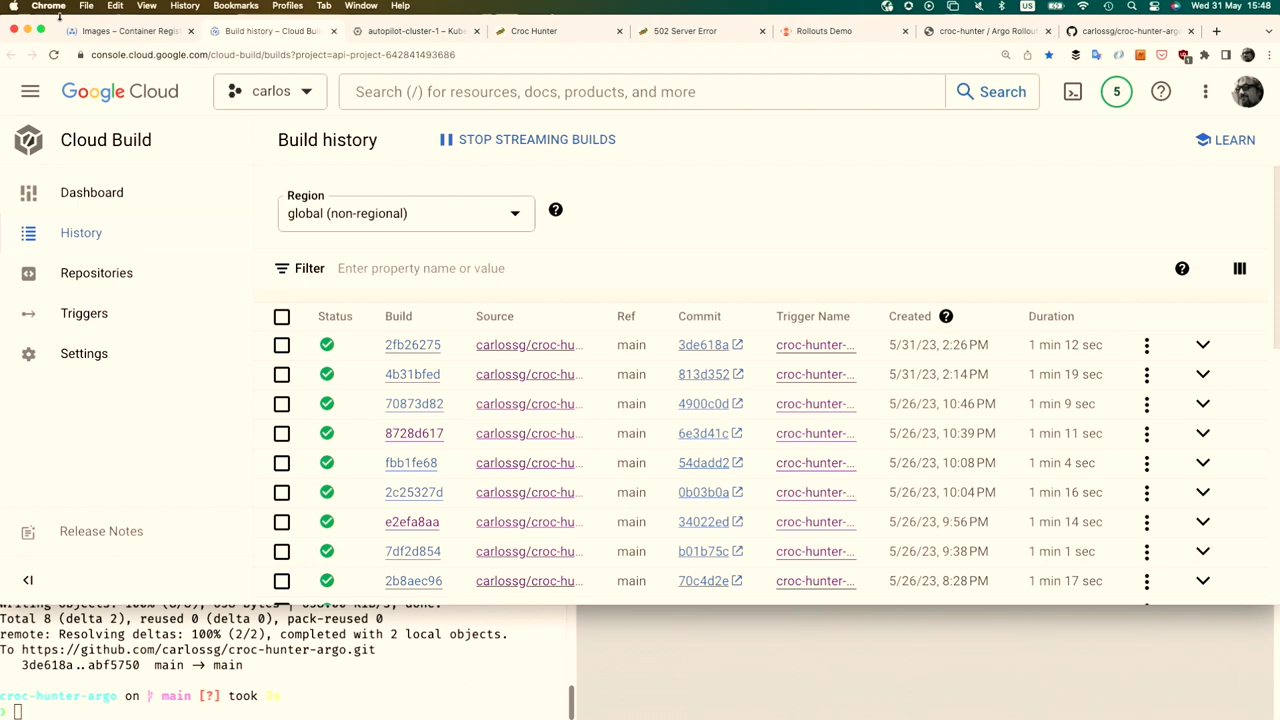 Chrome File Edit View History Bookmarks Profiles Tab Window Help US Wed 31 May 15:48
Images – Container Regist autopilot-cluster-1 – Kube Build history – Cloud Buil Croc Hunter 502 Server Error Rollouts Demo croc-hunter / Argo Rollout carlossg/croc-hunter-argo
console.cloud.google.com/cloud-build/builds?project=api-project-642841493686
Google Cloud carlos Search (/) for resources, docs, products, and more Search 5
Cloud Build Build history STOP STREAMING BUILDS LEARN
Dashboard
History
Repositories
Triggers
Settings
Release Notes
Region
global (non-regional)
Filter Enter property name or value
Status Build Source Ref Commit Trigger Name Created Duration
2fb26275 carlossg/croc-hu... main 3de618a croc-hunter-... 5/31/23, 2:26 PM 1 min 12 sec
4b31bfed carlossg/croc-hu... main 813d352 croc-hunter-... 5/31/23, 2:14 PM 1 min 19 sec
70873d82 carlossg/croc-hu... main 4900c0d croc-hunter-... 5/26/23, 10:46 PM 1 min 9 sec
8728d617 carlossg/croc-hu... main 6e3d41c croc-hunter-... 5/26/23, 10:39 PM 1 min 11 sec
fbb1fe68 carlossg/croc-hu... main 54dadd2 croc-hunter-... 5/26/23, 10:08 PM 1 min 4 sec
2c25327d carlossg/croc-hu... main 0b03b0a croc-hunter-... 5/26/23, 10:04 PM 1 min 16 sec
e2efa8aa carlossg/croc-hu... main 34022ed croc-hunter-... 5/26/23, 9:56 PM 1 min 14 sec
7df2d854 carlossg/croc-hu... main b01b75c croc-hunter-... 5/26/23, 9:38 PM 1 min 1 sec
2b8aec96 carlossg/croc-hu... main 70c4d2e croc-hunter-... 5/26/23, 8:28 PM 1 min 17 sec
Total 8 (delta 2), reused 0 (delta 0), pack-reused 0
remote: Resolving deltas: 100% (2/2), completed with 2 local objects.
To https://github.com/carlossg/croc-hunter-argo.git
3de618a..abf5750 main → main
croc-hunter-argo on main [?] took